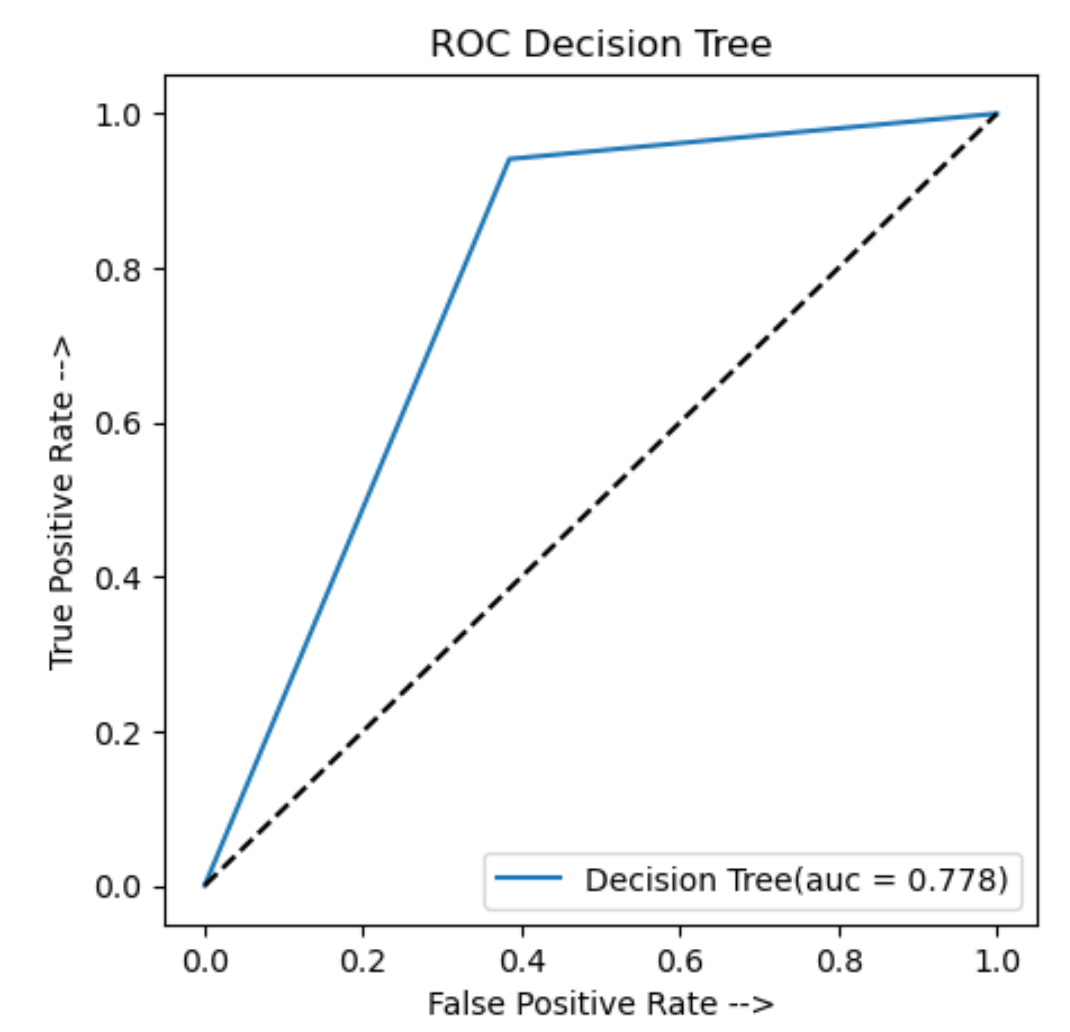 ROC Decision Tree
True Positive Rate -->
1.0
0.8
0.6
0.4
0.2
0.0
Decision Tree(auc = 0.778)
0.0 0.2 0.4 0.6 0.8 1.0
False Positive Rate -->